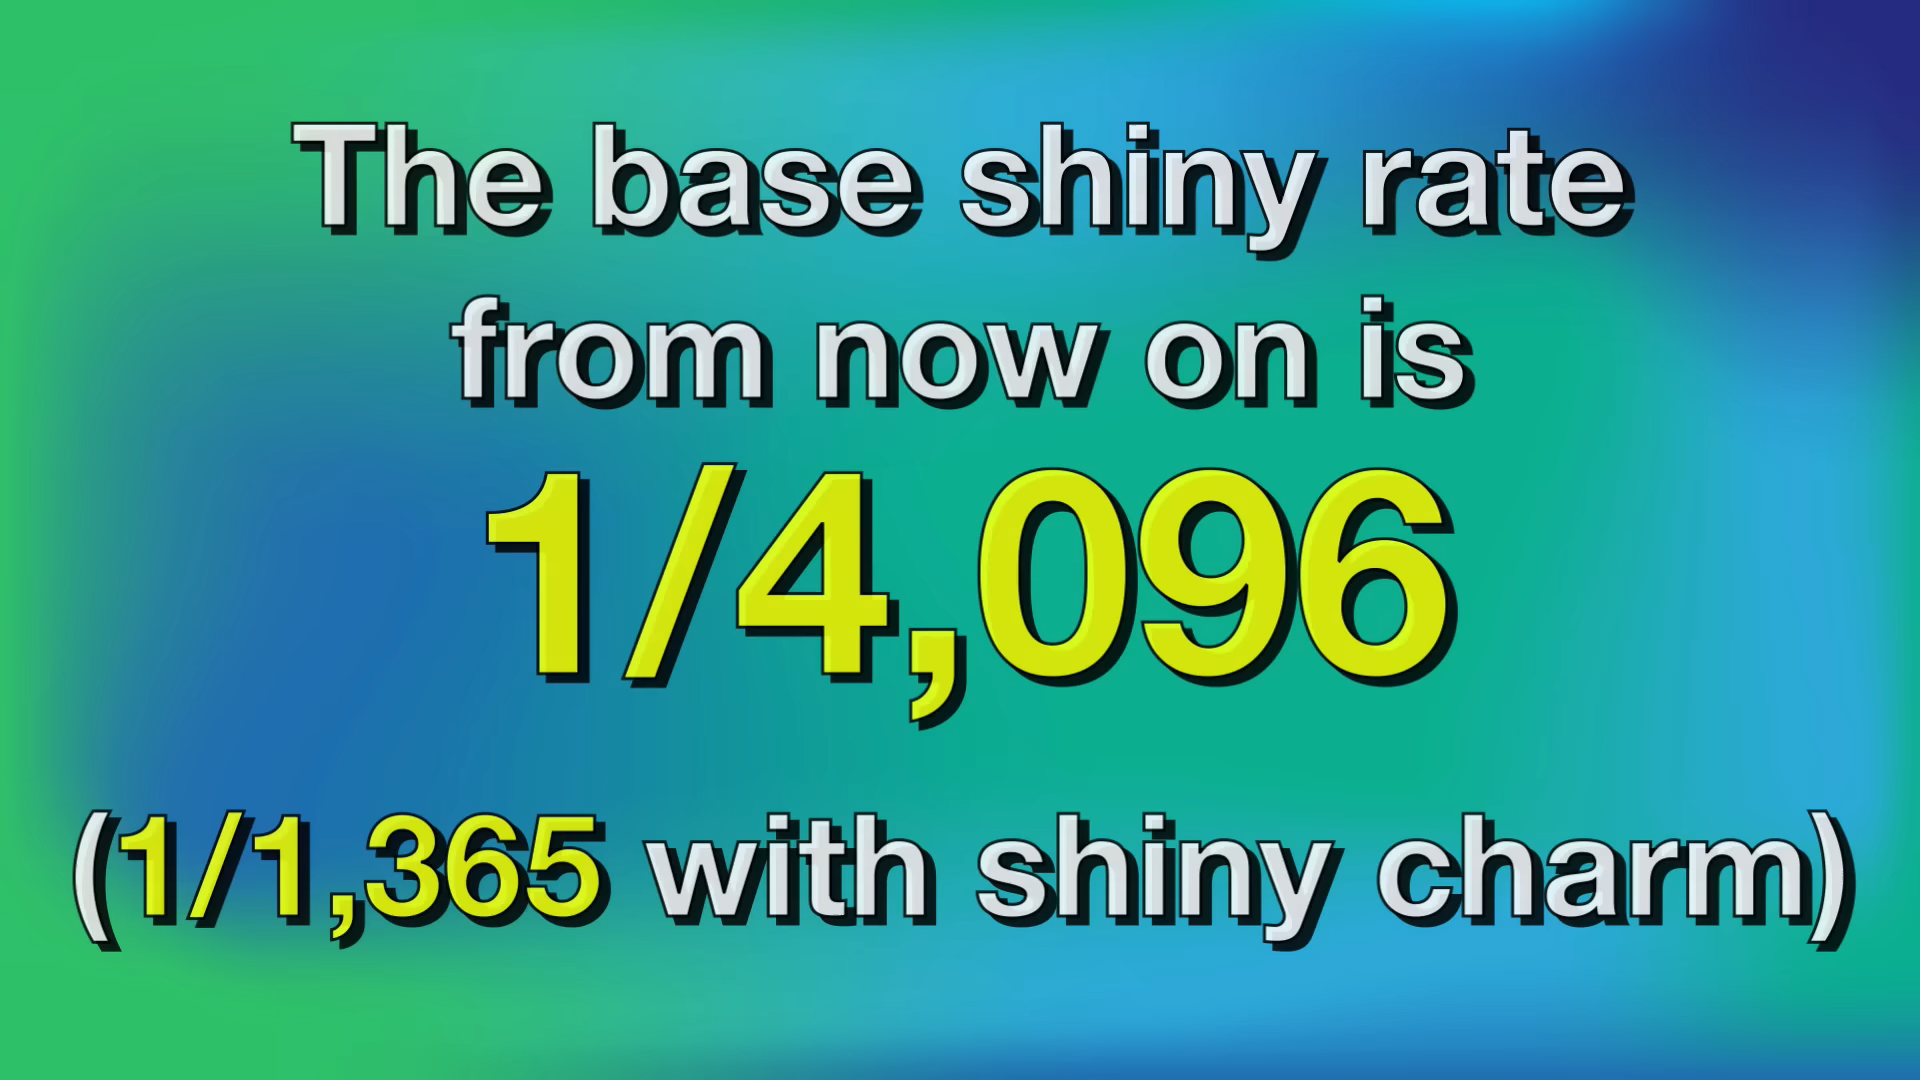 The base shiny rate
from now on is
1/4,096
(1/1,365 with shiny charm)